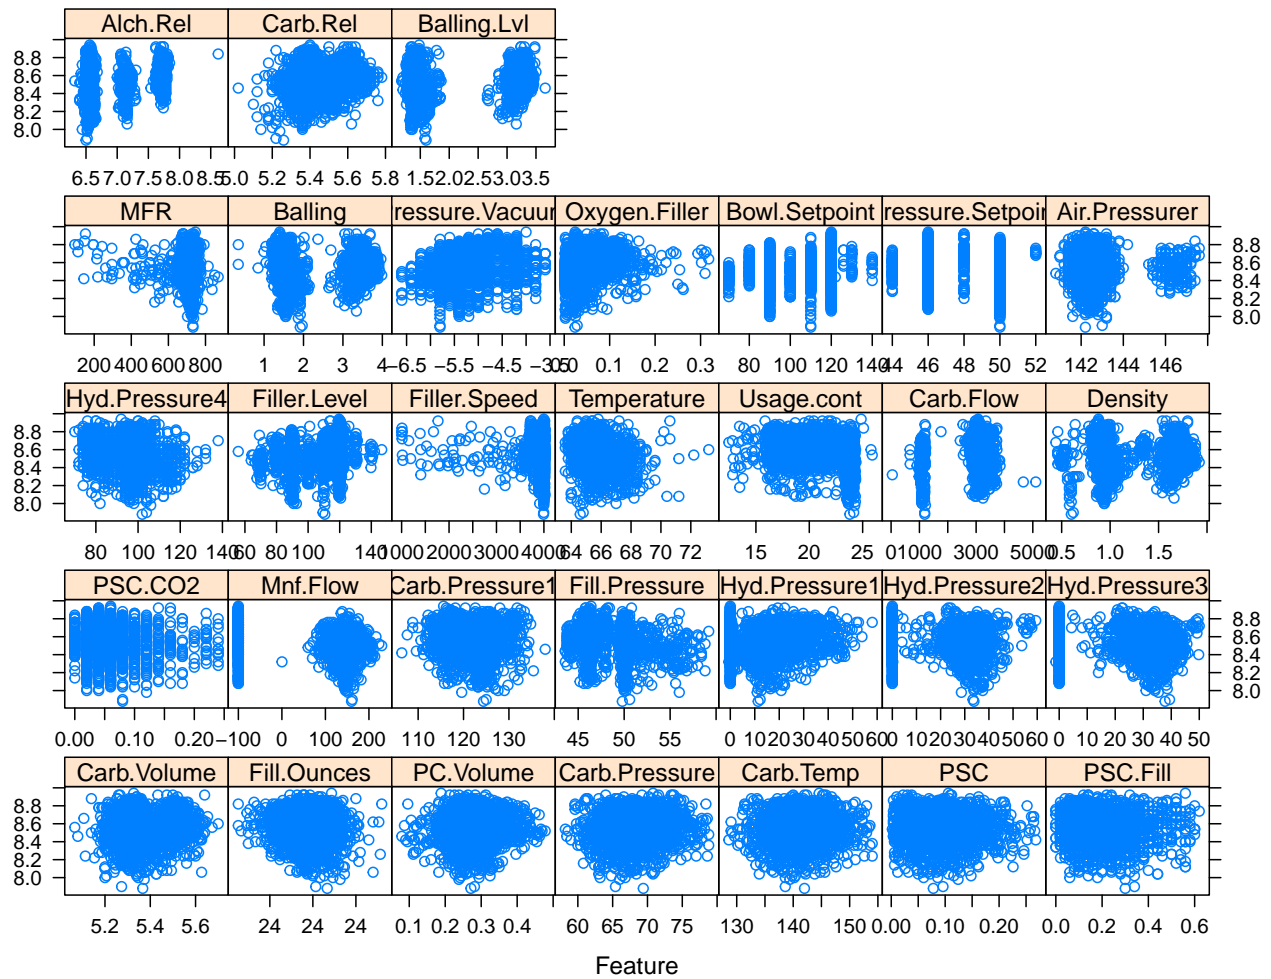 Alch.Rel Carb.Rel Balling.Lvl
8.8
8.6
8.4
8.2
8.0
6.5 7.0 7.5 8.0 8.5 5.0 5.2 5.4 5.6 5.8 1.5 2.0 2.5 3.0 3.5
MFR Balling ressure.Vacuur Oxygen.Filler Bowl.Setpoint ressure.Setpoir Air.Pressurer
8.8
8.6
8.4
8.2
8.0
200 400 600 800 1 2 3 4 −6.5 −5.5 −4.5 −3.5 0.0 0.1 0.2 0.3 80 100 120 140 44 46 48 50 52 142 144 146
Hyd.Pressure4 Filler.Level Filler.Speed Temperature Usage.cont Carb.Flow Density
8.8
8.6
8.4
8.2
8.0
80 100 120 140 60 80 100 140 1000 2000 3000 4000 64 66 68 70 72 15 20 25 0 1000 3000 5000 0.5 1.0 1.5
PSC.CO2 Mnf.Flow Carb.Pressure1 Fill.Pressure Hyd.Pressure1 Hyd.Pressure2 Hyd.Pressure3
8.8
8.6
8.4
8.2
8.0
0.00 0.10 0.20 −100 0 100 200 110 120 130 45 50 55 0 10 20 30 40 50 60 0 10 20 30 40 50 60 0 10 20 30 40 50
Carb.Volume Fill.Ounces PC.Volume Carb.Pressure Carb.Temp PSC PSC.Fill
8.8
8.6
8.4
8.2
8.0
5.2 5.4 5.6 24 24 24 0.1 0.2 0.3 0.4 60 65 70 75 130 140 150 0.00 0.10 0.20 0.0 0.2 0.4 0.6
Feature